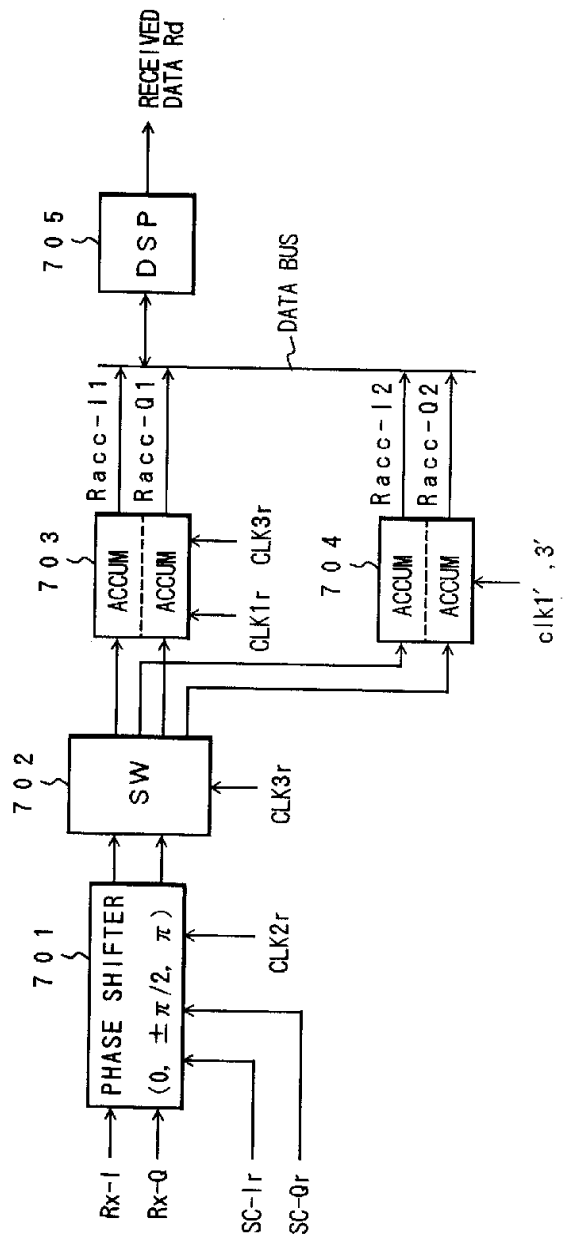 Rx-I
Rx-Q
SC-Ir
SC-Qr
701
PHASE SHIFTER
(0, ±π/2, π)
CLK2r
702
SW
CLK3r
703
ACCUM
ACCUM
CLK1r
CLK3r
Racc-I1
Racc-Q1
704
ACCUM
ACCUM
clk1′, 3′
Racc-I2
Racc-Q2
DATA BUS
705
DSP
RECEIVED
DATA Rd